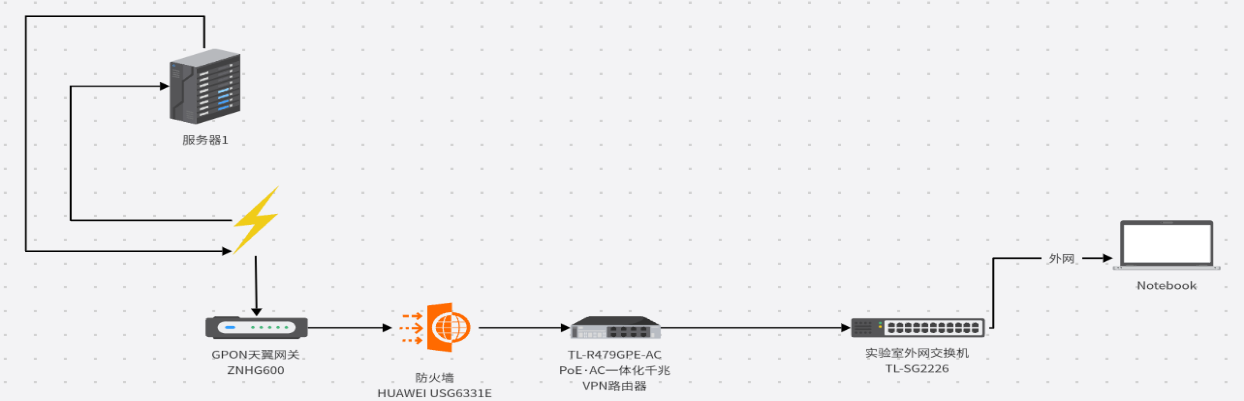 服务器1
外网
Notebook
GPON天翼网关
ZNHG600
防火墙
HUAWEI USG6331E
TL-R479GPE-AC
PoE·AC一体化千兆
VPN路由器
实验室外网交换机
TL-SG2226